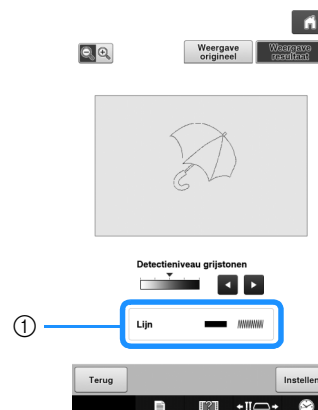 Weergave origineel
Weergave resultaat
Detectieniveau grijstonen
① Lijn
Terug
Instellen